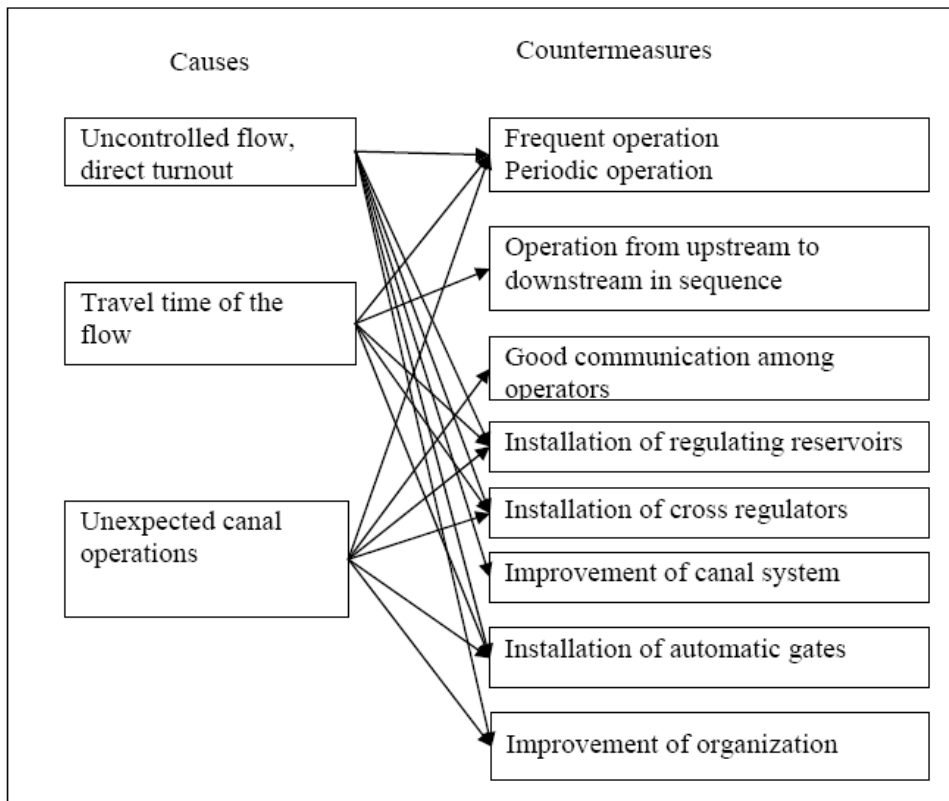 Causes
Countermeasures
Uncontrolled flow,
direct turnout
Travel time of the
flow
Unexpected canal
operations
Frequent operation
Periodic operation
Operation from upstream to
downstream in sequence
Good communication among
operators
Installation of regulating reservoirs
Installation of cross regulators
Improvement of canal system
Installation of automatic gates
Improvement of organization